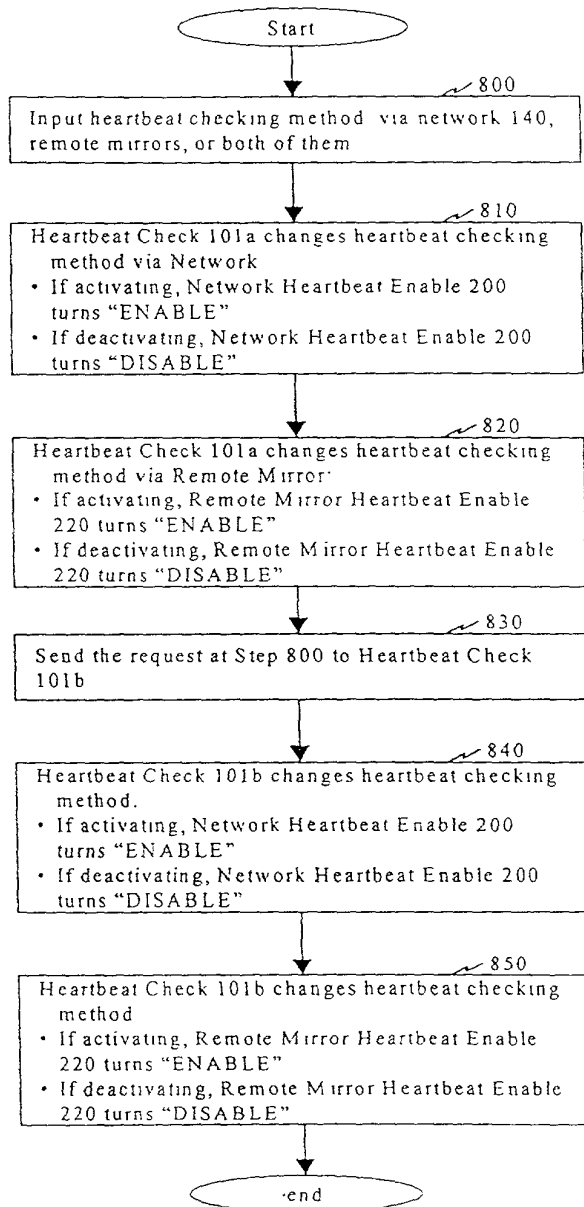 Start
800
Input heartbeat checking method via network 140,
remote mirrors, or both of them
810
Heartbeat Check 101a changes heartbeat checking
method via Network
• If activating, Network Heartbeat Enable 200
turns “ENABLE”
• If deactivating, Network Heartbeat Enable 200
turns “DISABLE”
820
Heartbeat Check 101a changes heartbeat checking
method via Remote Mirror
• If activating, Remote Mirror Heartbeat Enable
220 turns “ENABLE”
• If deactivating, Remote Mirror Heartbeat Enable
220 turns “DISABLE”
830
Send the request at Step 800 to Heartbeat Check
101b
840
Heartbeat Check 101b changes heartbeat checking
method.
• If activating, Network Heartbeat Enable 200
turns “ENABLE”
• If deactivating, Network Heartbeat Enable 200
turns “DISABLE”
850
Heartbeat Check 101b changes heartbeat checking
method
• If activating, Remote Mirror Heartbeat Enable
220 turns “ENABLE”
• If deactivating, Remote Mirror Heartbeat Enable
220 turns “DISABLE”
end